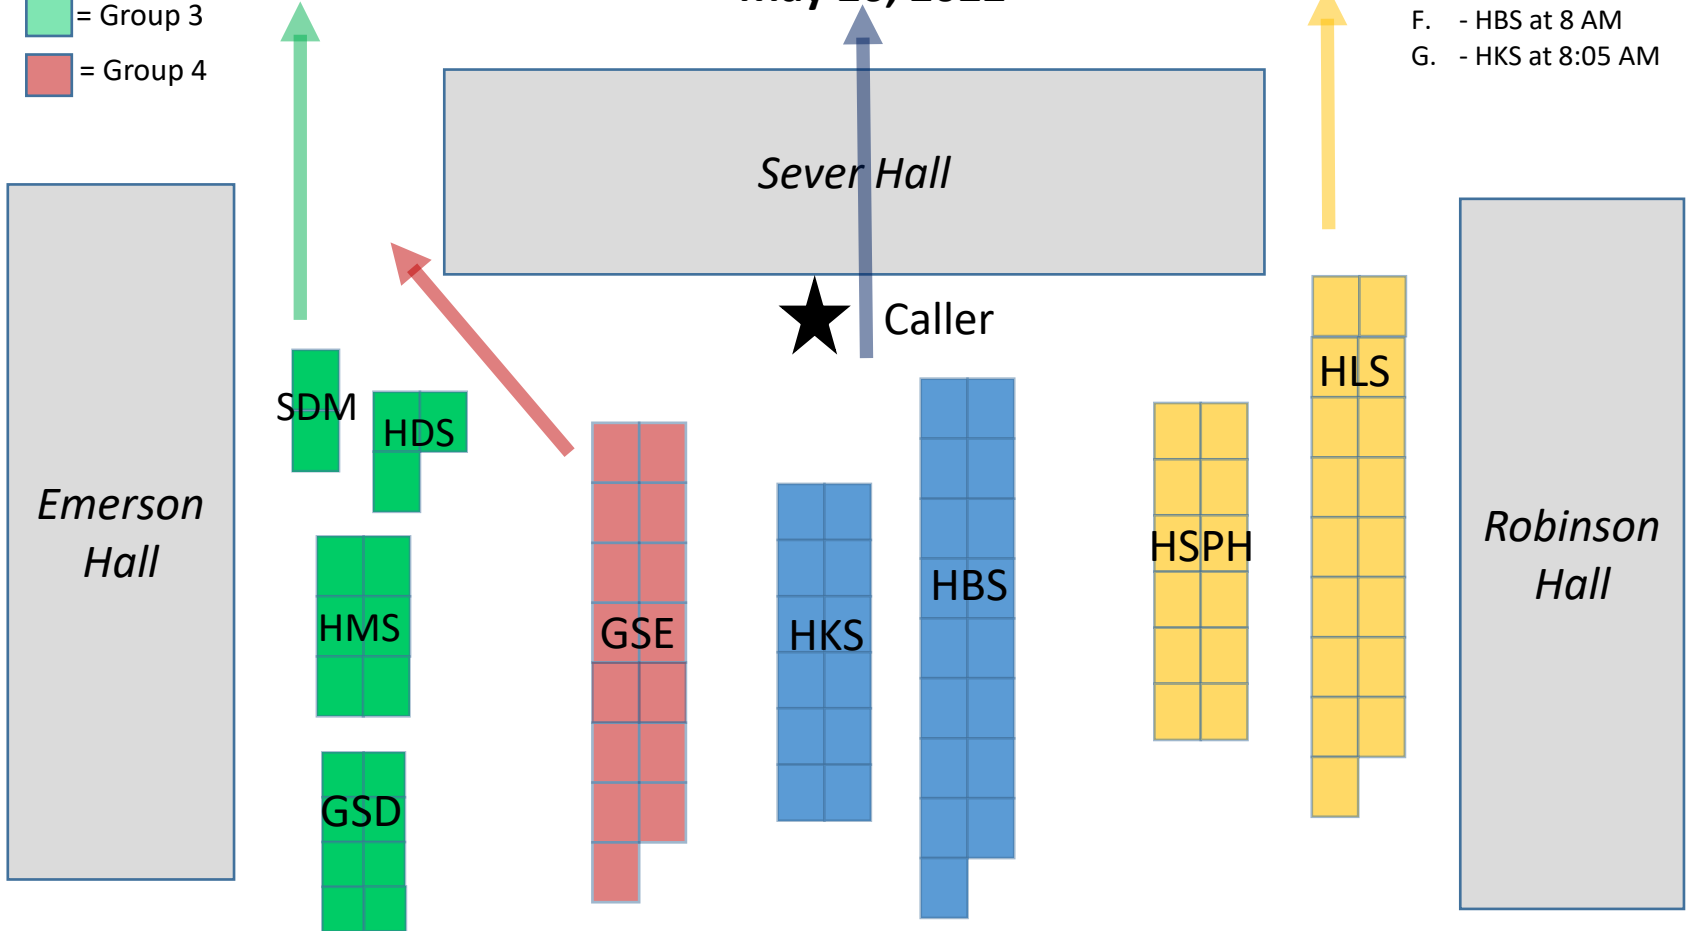 = Group 3
= Group 4
F. - HBS at 8 AM
G. - HKS at 8:05 AM
Sever Hall
Caller
Emerson
Hall
Robinson
Hall
SDM
HDS
HMS
GSD
GSE
HKS
HBS
HSPH
HLS